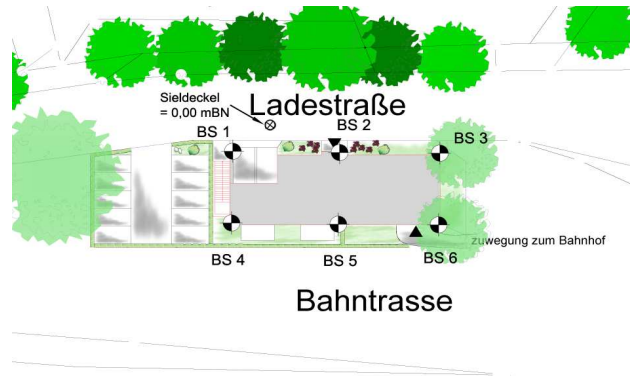 Sieldeckel
= 0,00 mBN
Ladestraße
BS 1
BS 2
BS 3
zuwegung zum Bahnhof
BS 4
BS 5
BS 6
Bahntrasse